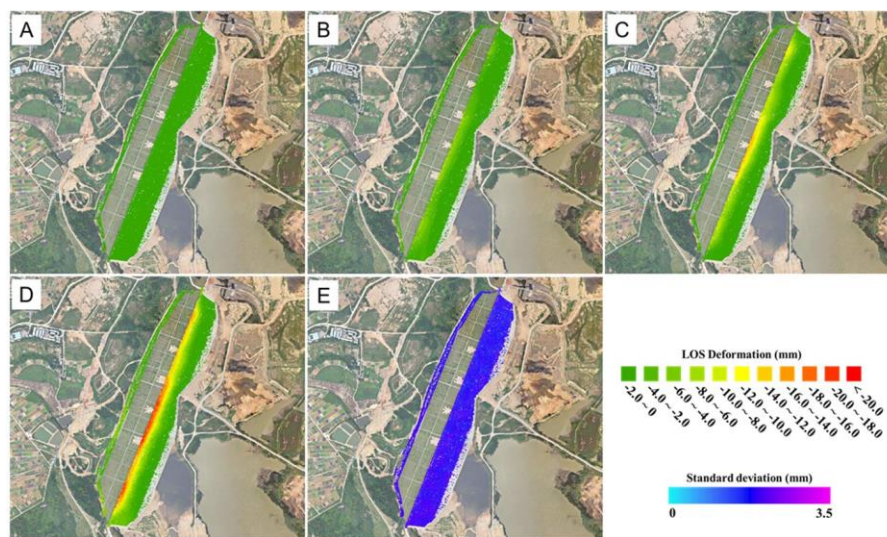 A
B
C
D
E
LOS Deformation (mm)
-2.0 ~ 0
-4.0 ~ -2.0
-6.0 ~ -4.0
-8.0 ~ -6.0
-10.0 ~ -8.0
-12.0 ~ -10.0
-14.0 ~ -12.0
-16.0 ~ -14.0
-18.0 ~ -16.0
-20.0 ~ -18.0
< -20.0
Standard deviation (mm)
0 3.5